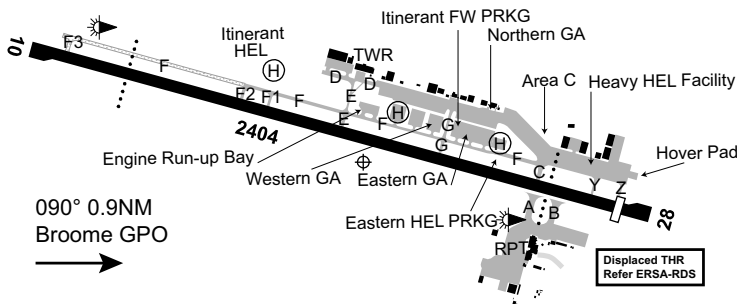 Itinerant FW PRKG
Northern GA
Itinerant
HEL
TWR
Area C
Heavy HEL Facility
10
F3
F
H
D
D
F2
F1
F
E
E
F
H
G
G
H
F
C
2404
Engine Run-up Bay
Western GA
Eastern GA
Hover Pad
Y
Z
Eastern HEL PRKG
A
B
28
RPT
090° 0.9NM
Broome GPO
Displaced THR
Refer ERSA-RDS